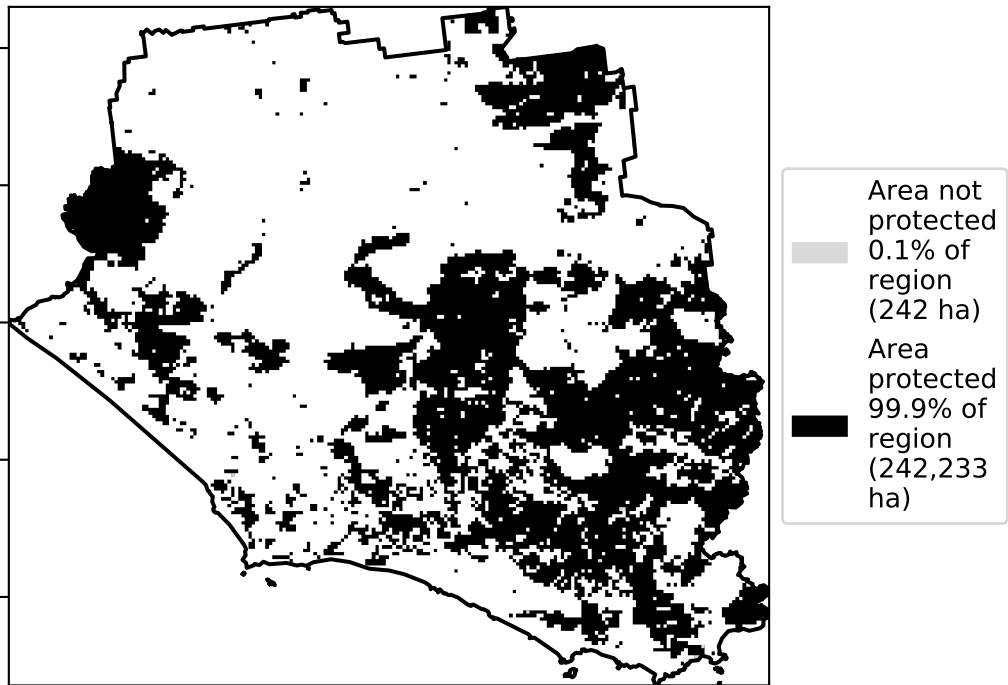 Area not
protected
0.1% of
region
(242 ha)
Area
protected
99.9% of
region
(242,233
ha)